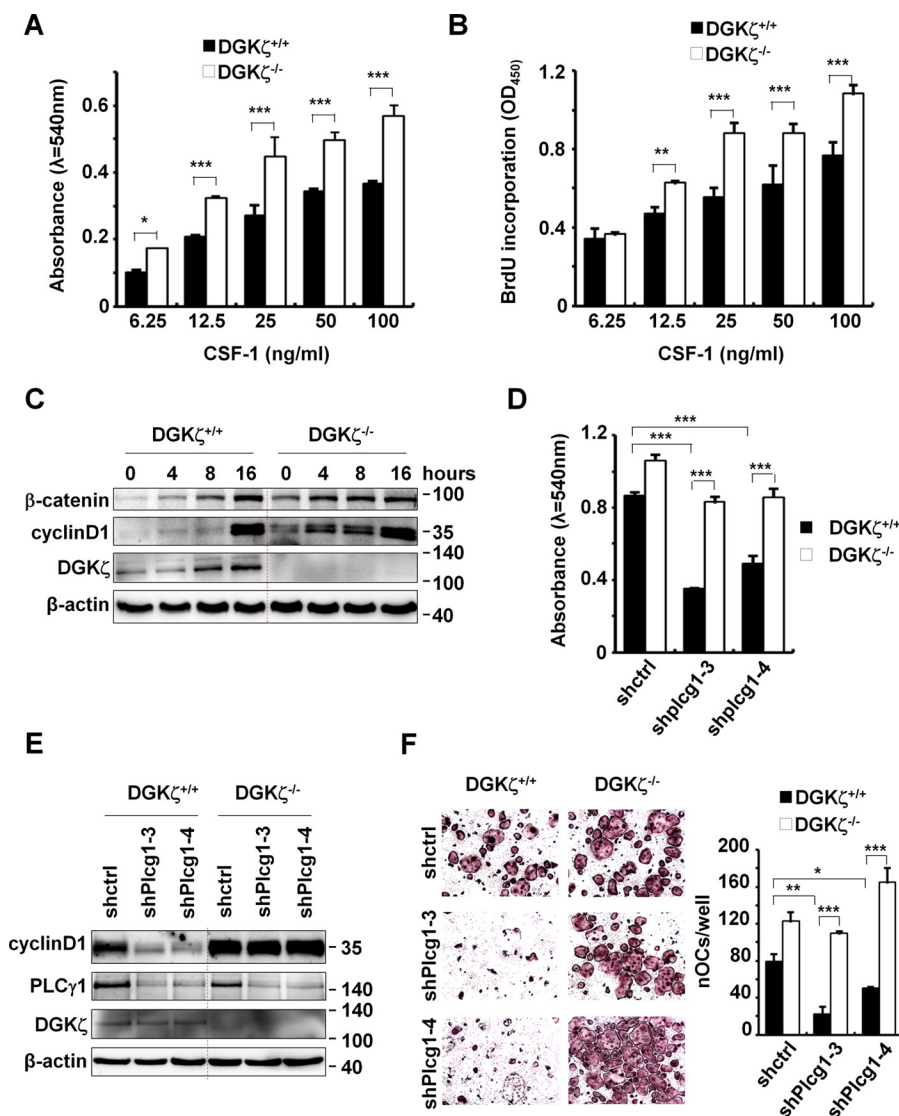 A
DGKζ+/+
DGKζ-/-
Absorbance (λ=540nm)
0.6
0.4
0.2
0
*
***
***
***
***
6.25 12.5 25 50 100
CSF-1 (ng/ml)
B
DGKζ+/+
DGKζ-/-
BrdU incorporation (OD450)
1.2
0.8
0.4
0
**
***
***
***
6.25 12.5 25 50 100
CSF-1 (ng/ml)
C
DGKζ+/+ DGKζ-/-
0 4 8 16 0 4 8 16 hours
β-catenin -100
cyclinD1 -35
-140
DGKζ
-100
β-actin
-40
D
Absorbance (λ=540nm)
1.2
0.8
0.4
0
***
***
***
***
DGKζ+/+
DGKζ-/-
shctrl
shplcg1-3
shplcg1-4
E
DGKζ+/+ DGKζ-/-
shctrl
shPlcg1-3
shPlcg1-4
shctrl
shPlcg1-3
shPlcg1-4
cyclinD1 - 35
PLCγ1
- 140
- 140
DGKζ
- 100
β-actin
- 40
F
DGKζ+/+ DGKζ-/-
shctrl
shPlcg1-3
shPlcg1-4
DGKζ+/+
DGKζ-/-
nOCs/well
200
160
120
80
40
0
**
***
*
***
shctrl
shPlcg1-3
shPlcg1-4